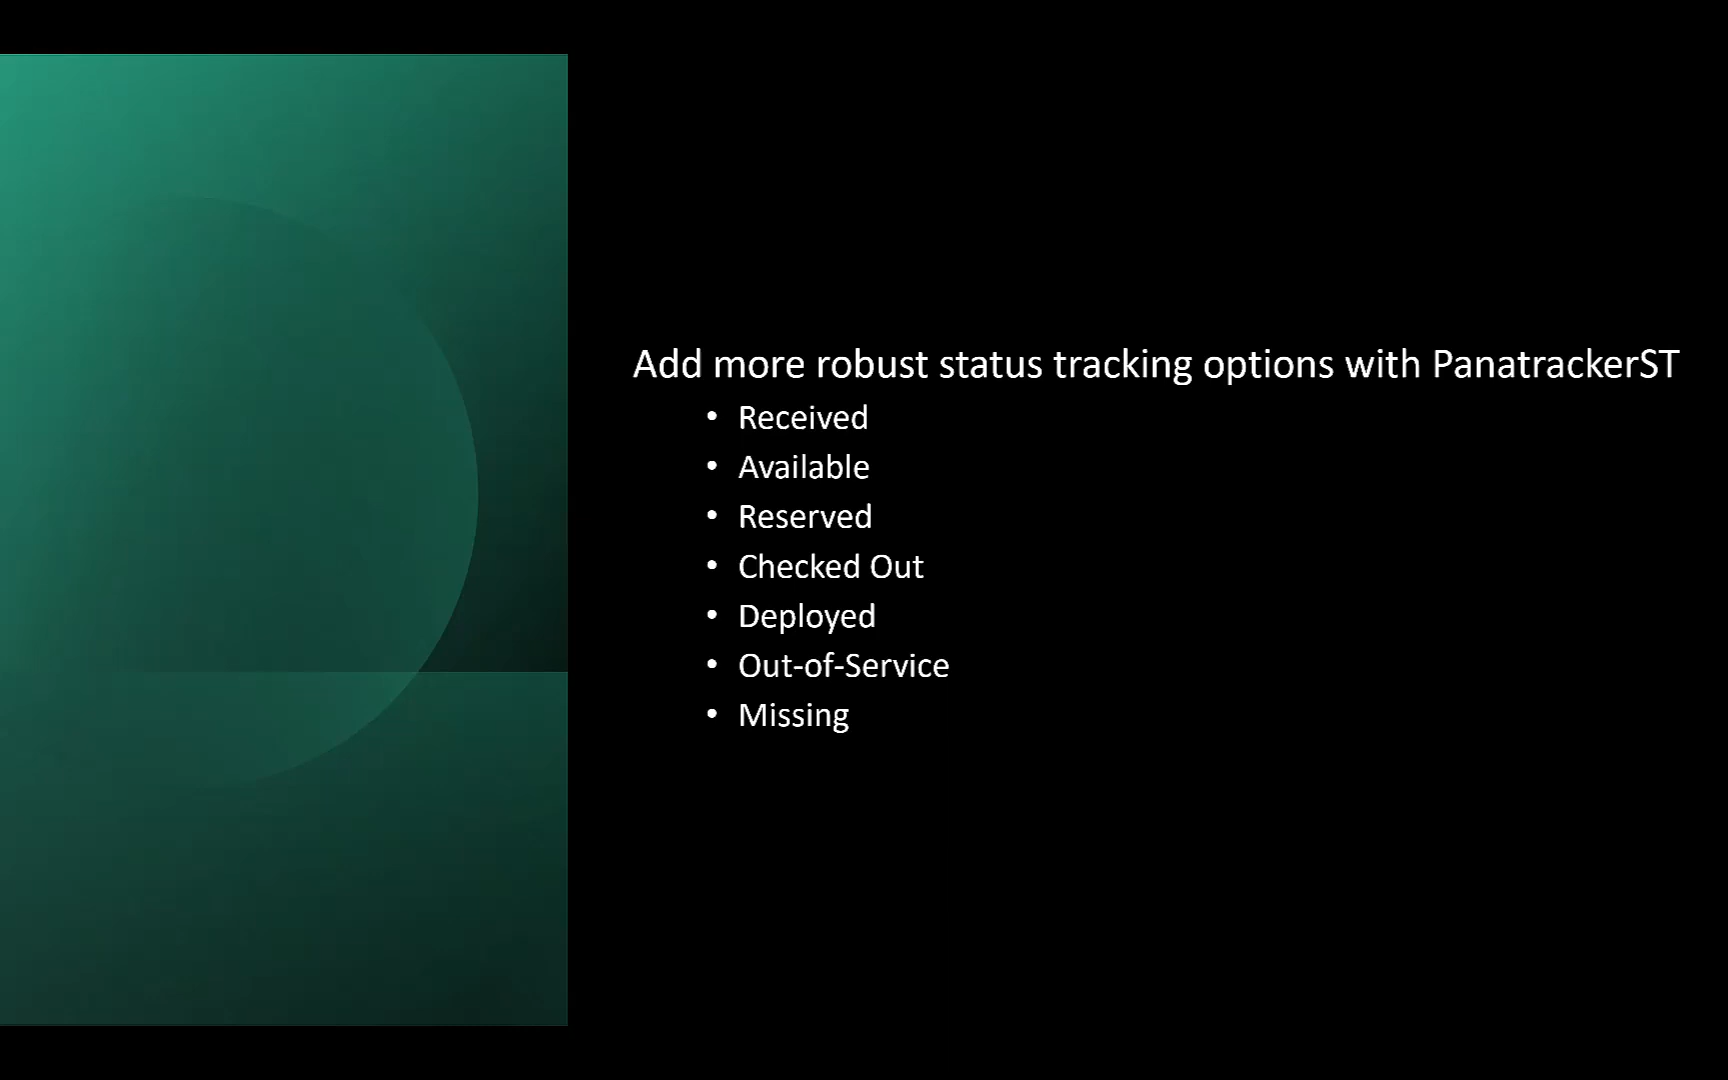 Add more robust status tracking options with PanatrackerST
• Received
• Available
• Reserved
• Checked Out
• Deployed
• Out-of-Service
• Missing